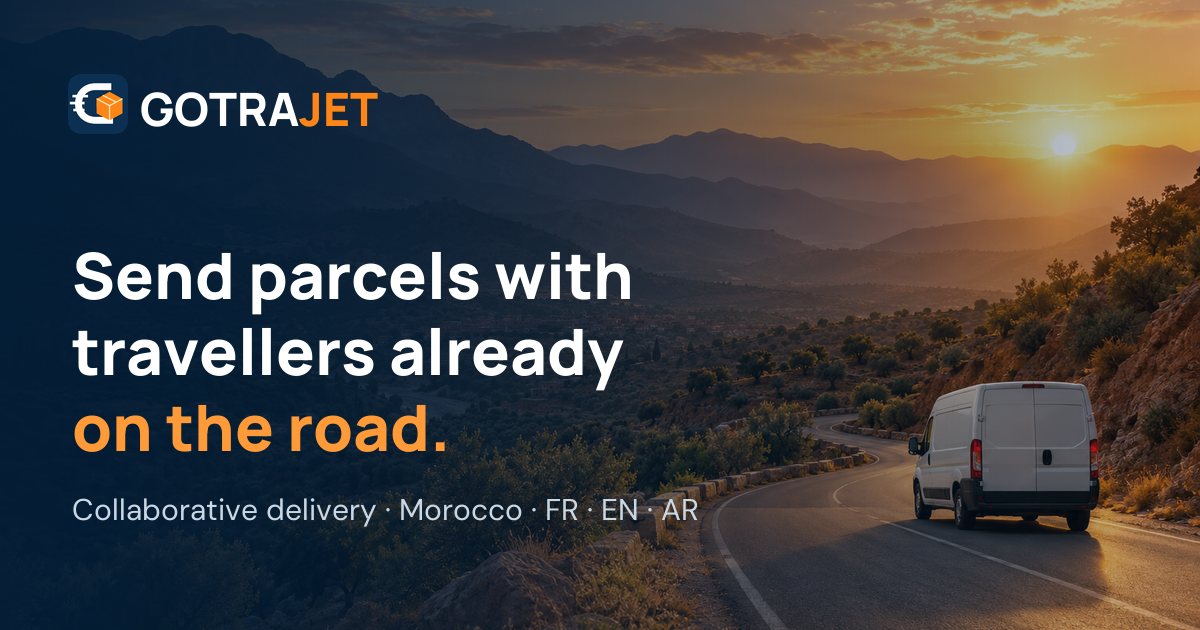 GOTRAJET
Send parcels with
travellers already
on the road.
Collaborative delivery · Morocco · FR · EN · AR